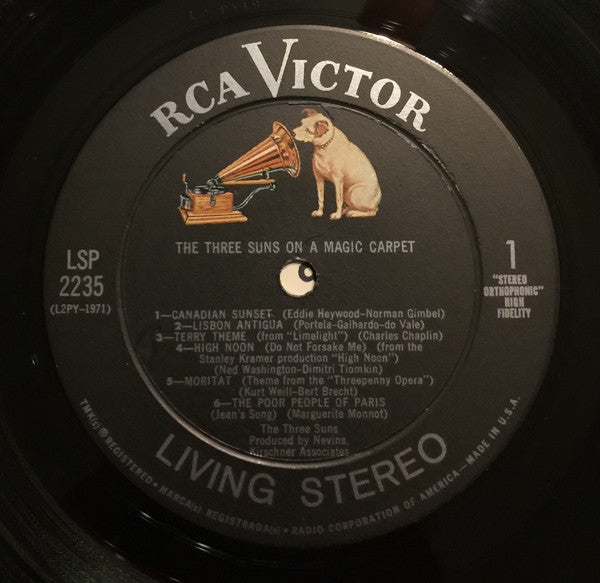 RCA VICTOR
THE THREE SUNS ON A MAGIC CARPET
LSP
2235
(L2PY-1971)
1
"STEREO
ORTHOPHONIC"
HIGH
FIDELITY
1—CANADIAN SUNSET (Eddie Heywood-Norman Gimbel)
2—LISBON ANTIGUA (Portela-Galhardo-do Vale)
3—TERRY THEME (from "Limelight") (Charles Chaplin)
4—HIGH NOON (Do Not Forsake Me) (from the
Stanley Kramer production "High Noon")
(Ned Washington-Dimitri Tiomkin)
5—MORITAT (Theme from the "Threepenny Opera")
(Kurt Weill-Bert Brecht)
6—THE POOR PEOPLE OF PARIS
(Jean's Song) (Marguerite Monnot)
The Three Suns
Produced by Nevins,
Kirschner Associates
LIVING STEREO
TMK(s) ® REGISTERED • MARCA(s) REGISTRADA(s) • RADIO CORPORATION OF AMERICA—MADE IN U.S.A.